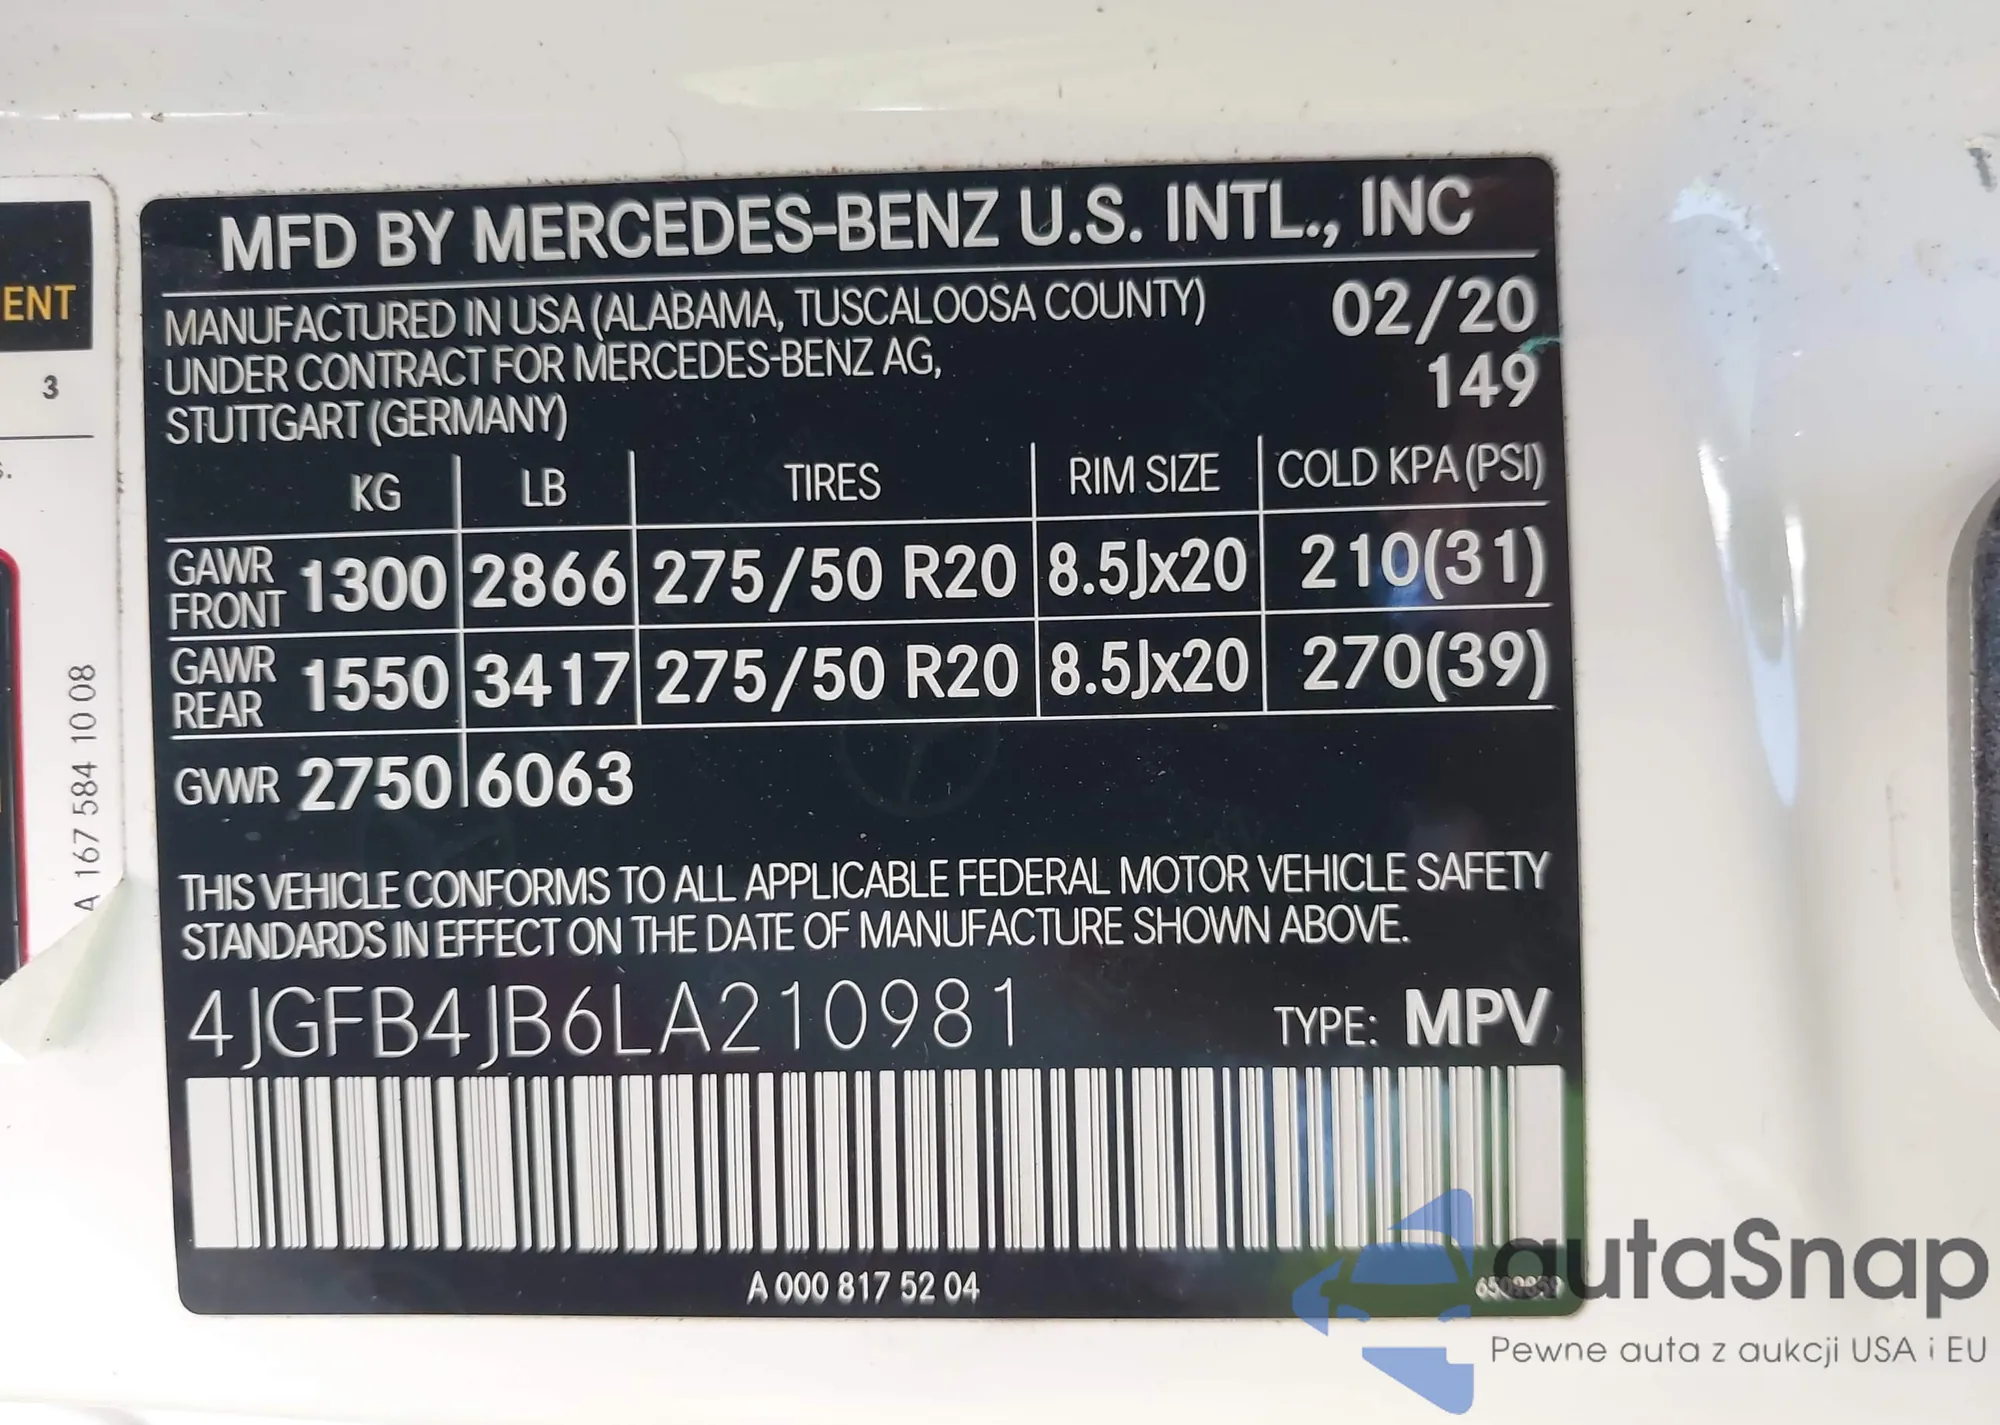 ENT
3
s.
A 167 584 10 08
MFD BY MERCEDES-BENZ U.S. INTL., INC
MANUFACTURED IN USA (ALABAMA, TUSCALOOSA COUNTY) 02/20
UNDER CONTRACT FOR MERCEDES-BENZ AG, 149
STUTTGART (GERMANY)
KG LB TIRES RIM SIZE COLD KPA (PSI)
GAWR FRONT 1300 2866 275/50 R20 8.5Jx20 210(31)
GAWR REAR 1550 3417 275/50 R20 8.5Jx20 270(39)
GVWR 2750 6063
THIS VEHICLE CONFORMS TO ALL APPLICABLE FEDERAL MOTOR VEHICLE SAFETY
STANDARDS IN EFFECT ON THE DATE OF MANUFACTURE SHOWN ABOVE.
4JGFB4JB6LA210981 TYPE: MPV
A 000 817 52 04
autaSnap
Pewne auta z aukcji USA i EU